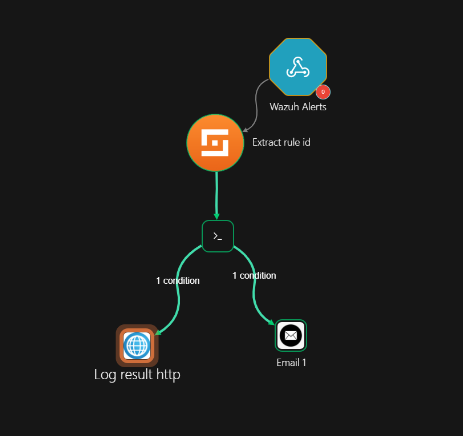 Wazuh Alerts
Extract rule id
>_
1 condition
1 condition
Log result http
Email 1